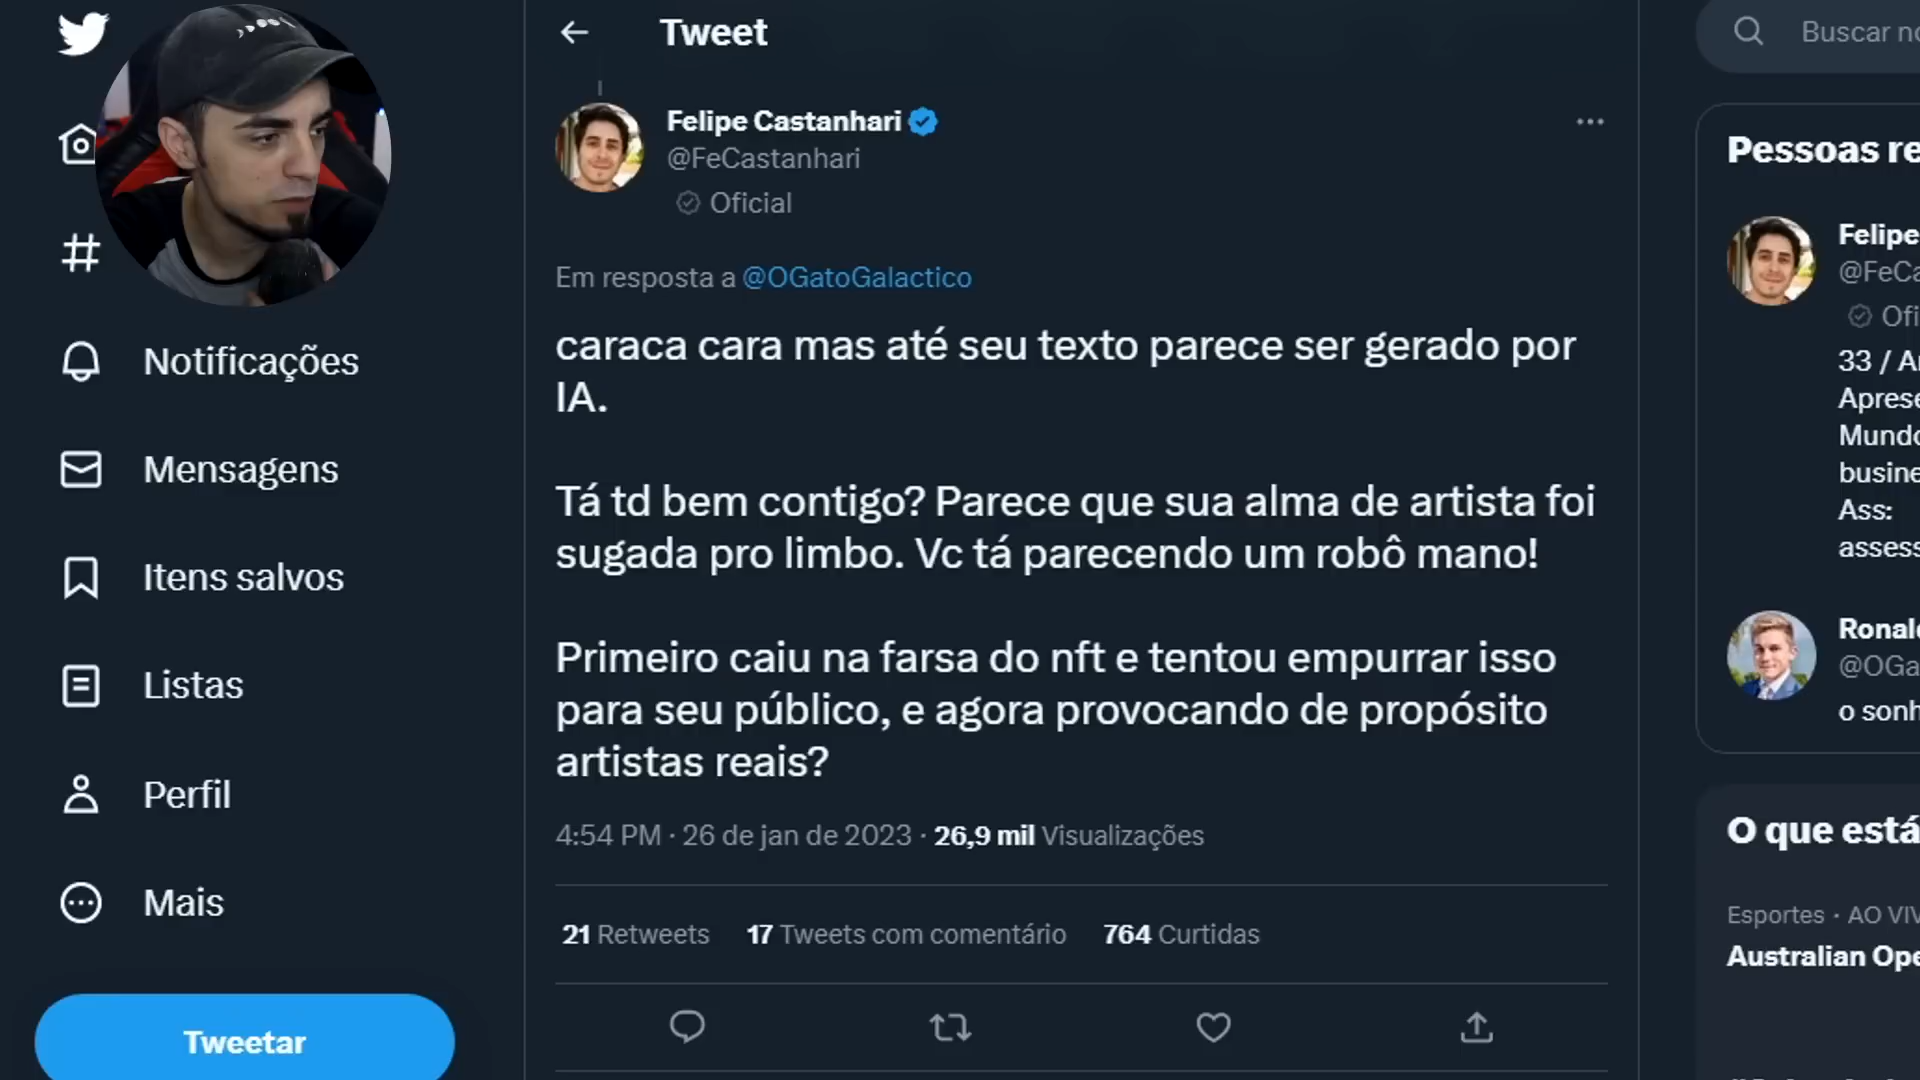 Tweet
Buscar no
Felipe Castanhari
@FeCastanhari
Oficial
Em resposta a @OGatoGalactico
caraca cara mas até seu texto parece ser gerado por
IA.
Tá td bem contigo? Parece que sua alma de artista foi
sugada pro limbo. Vc tá parecendo um robô mano!
Primeiro caiu na farsa do nft e tentou empurrar isso
para seu público, e agora provocando de propósito
artistas reais?
4:54 PM · 26 de jan de 2023 · 26,9 mil Visualizações
21 Retweets 17 Tweets com comentário 764 Curtidas
Notificações
Mensagens
Itens salvos
Listas
Perfil
Mais
Tweetar
Pessoas re
Felipe
@FeCa
Ofi
33 / Ar
Aprese
Mundo
busine
Ass:
assess
Ronald
@OGa
o sonh
O que está
Esportes · AO VIV
Australian Ope